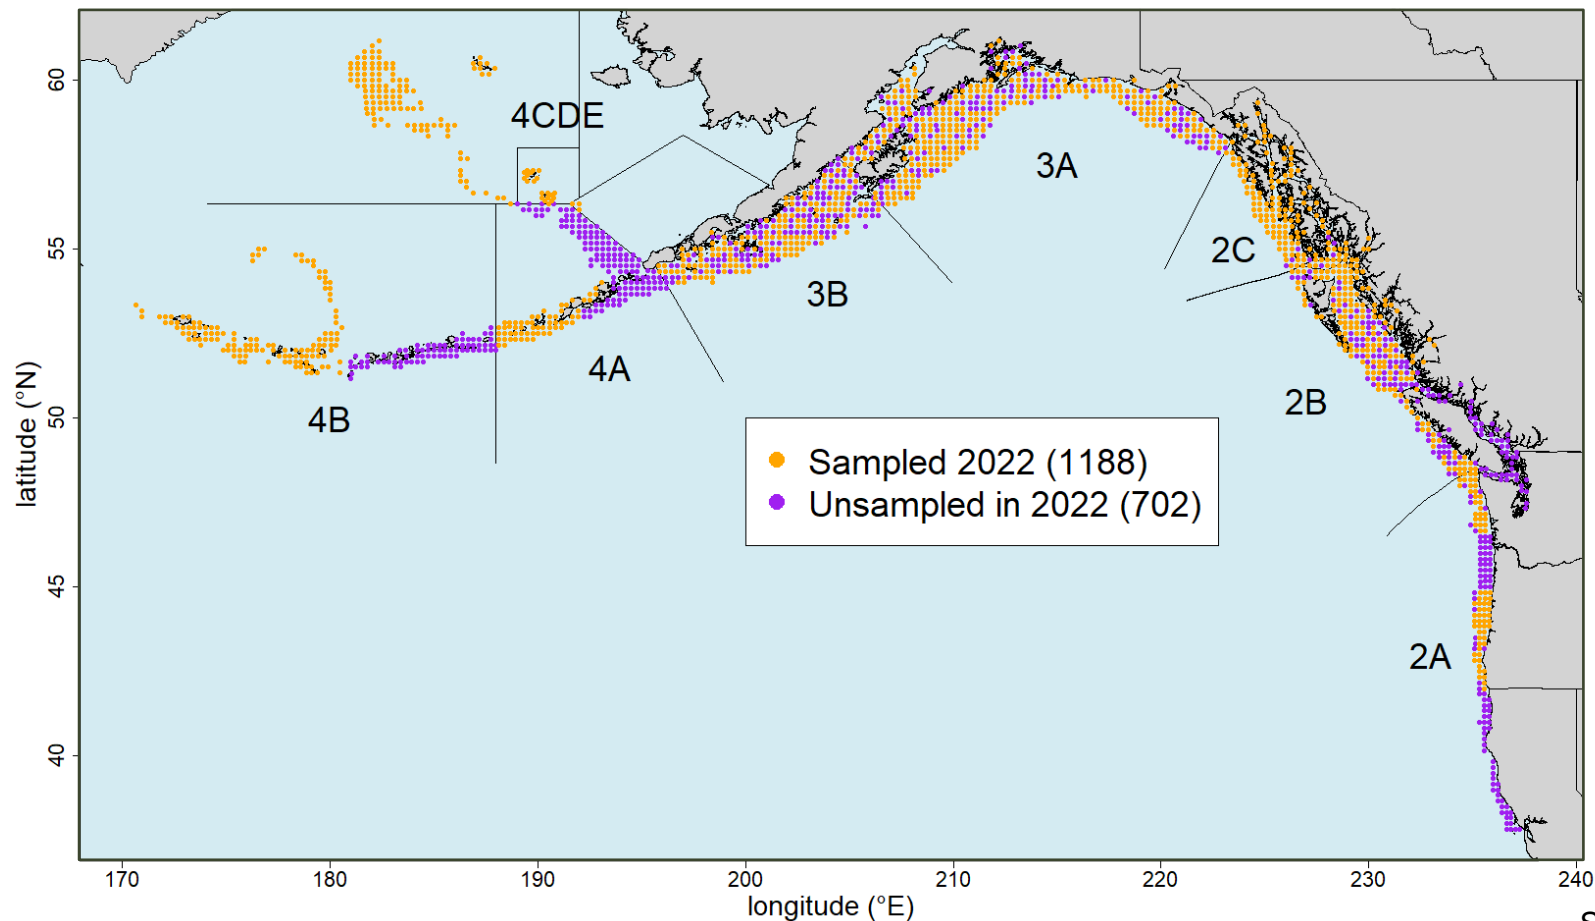 60
55
50
45
40
latitude (°N)
4CDE
3A
2C
3B
4A
2B
4B
Sampled 2022 (1188)
Unsampled in 2022 (702)
2A
170 180 190 200 210 220 230 240
longitude (°E)